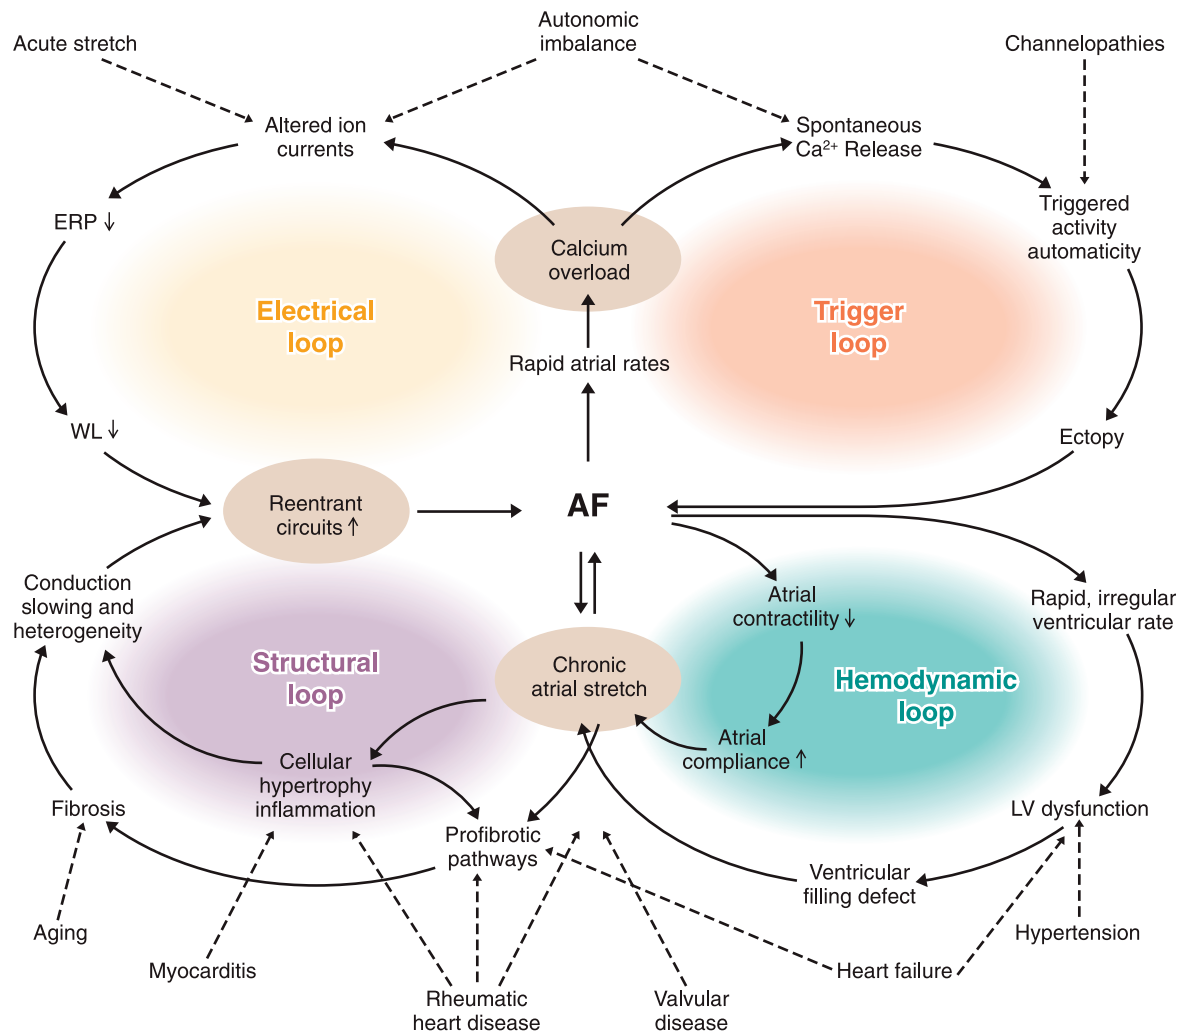 Acute stretch
Autonomic
imbalance
Channelopathies
Altered ion
currents
Spontaneous
Ca²⁺ Release
ERP ↓
Calcium
overload
Triggered
activity
automaticity
Electrical
loop
Trigger
loop
Rapid atrial rates
WL ↓
Ectopy
Reentrant
circuits ↑
AF
Conduction
slowing and
heterogeneity
Atrial
contractility ↓
Rapid, irregular
ventricular rate
Structural
loop
Chronic
atrial stretch
Hemodynamic
loop
Atrial
compliance ↑
Cellular
hypertrophy
inflammation
Fibrosis
LV dysfunction
Profibrotic
pathways
Ventricular
filling defect
Aging
Hypertension
Myocarditis
Heart failure
Rheumatic
heart disease
Valvular
disease